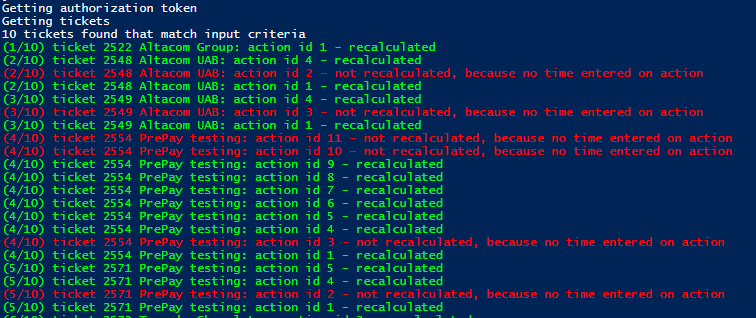 Getting authorization token
Getting tickets
10 tickets found that match input criteria
(1/10) ticket 2522 Altacom Group: action id 1 - recalculated
(2/10) ticket 2548 Altacom UAB: action id 4 - recalculated
(2/10) ticket 2548 Altacom UAB: action id 2 - not recalculated, because no time entered on action
(2/10) ticket 2548 Altacom UAB: action id 1 - recalculated
(3/10) ticket 2549 Altacom UAB: action id 4 - recalculated
(3/10) ticket 2549 Altacom UAB: action id 3 - not recalculated, because no time entered on action
(3/10) ticket 2549 Altacom UAB: action id 1 - recalculated
(4/10) ticket 2554 PrePay testing: action id 11 - not recalculated, because no time entered on action
(4/10) ticket 2554 PrePay testing: action id 10 - not recalculated, because no time entered on action
(4/10) ticket 2554 PrePay testing: action id 9 - recalculated
(4/10) ticket 2554 PrePay testing: action id 8 - recalculated
(4/10) ticket 2554 PrePay testing: action id 7 - recalculated
(4/10) ticket 2554 PrePay testing: action id 6 - recalculated
(4/10) ticket 2554 PrePay testing: action id 5 - recalculated
(4/10) ticket 2554 PrePay testing: action id 4 - recalculated
(4/10) ticket 2554 PrePay testing: action id 3 - not recalculated, because no time entered on action
(4/10) ticket 2554 PrePay testing: action id 1 - recalculated
(5/10) ticket 2571 PrePay testing: action id 5 - recalculated
(5/10) ticket 2571 PrePay testing: action id 4 - recalculated
(5/10) ticket 2571 PrePay testing: action id 2 - not recalculated, because no time entered on action
(5/10) ticket 2571 PrePay testing: action id 1 - recalculated